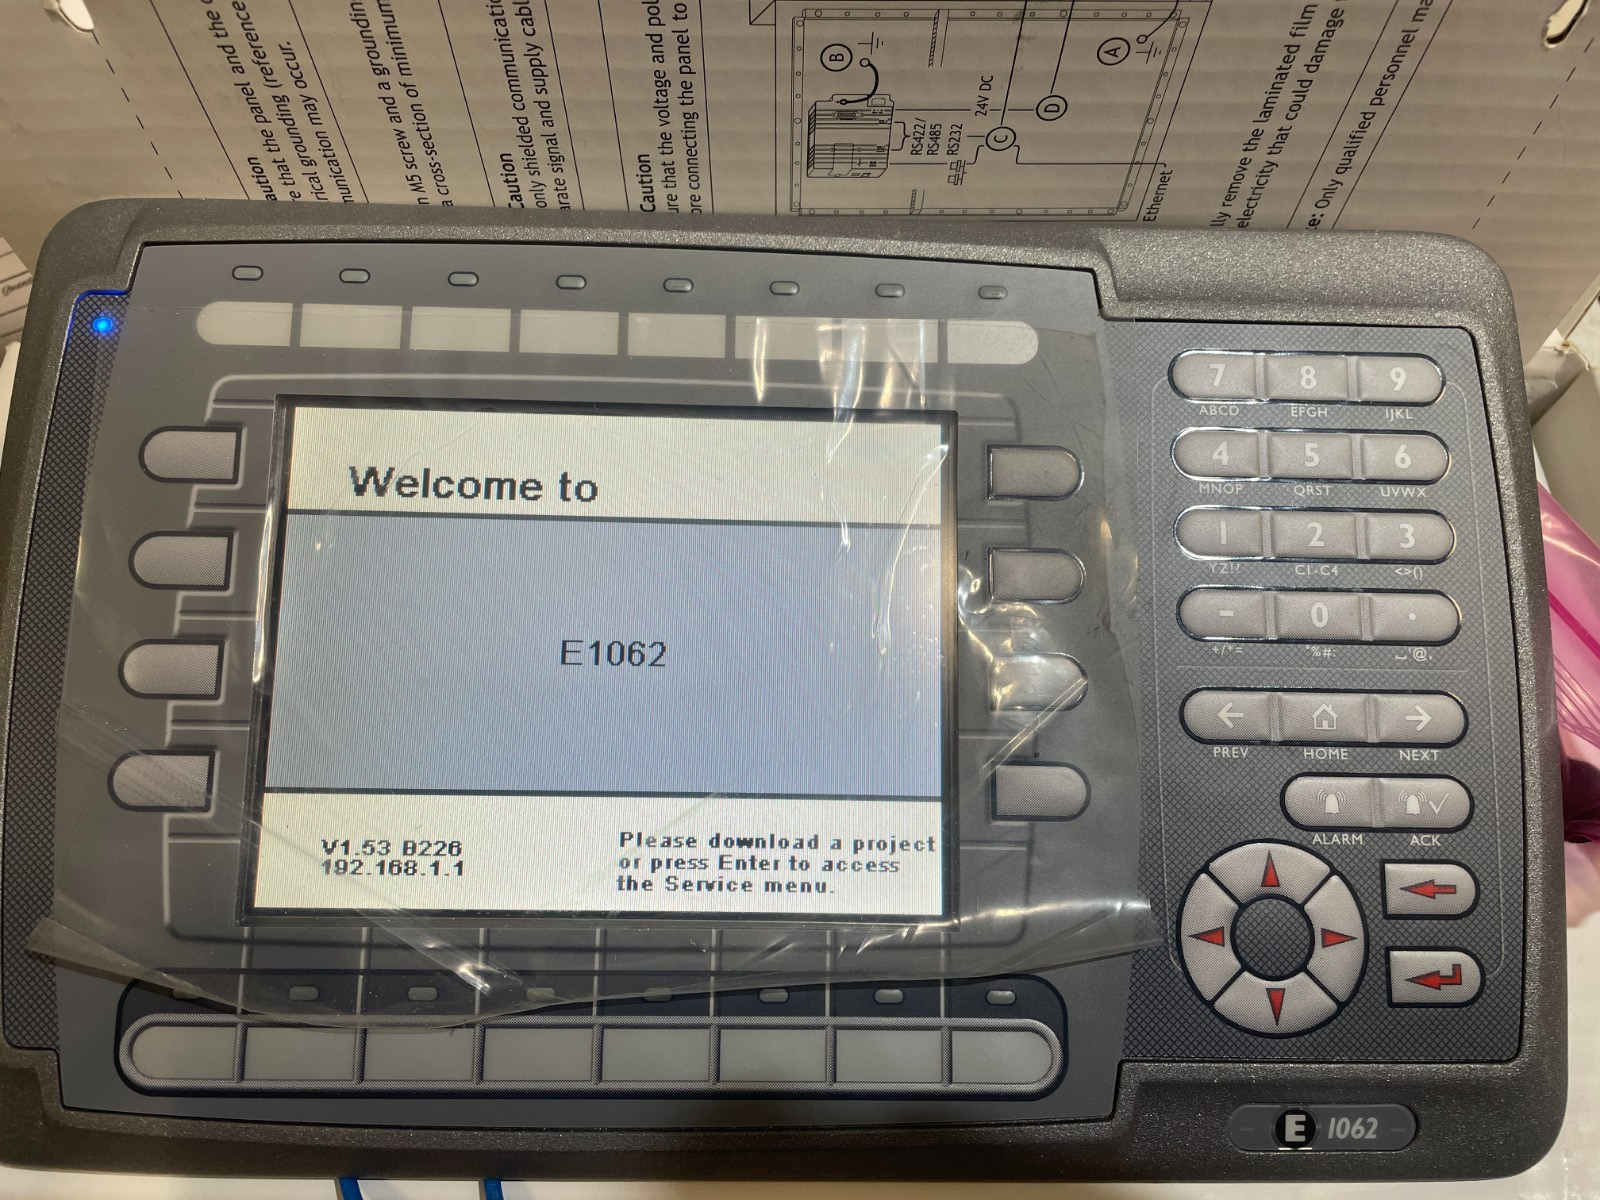 aution
e that the panel and the
re that the grounding (reference
rical grounding may occur.
munication
n M5 screw and a grounding
a cross-section of minimum
Caution
only shielded communication
arate signal and supply cabl
Caution
ure that the voltage and pol
ore connecting the panel to
B
A
24V DC
D
RS422/
RS485
RS232
C
Ethernet
lly remove the laminated film
electricity that could damage
e: Only qualified personnel ma
Welcome to
E1062
V1.53 B226
192.168.1.1
Please download a project
or press Enter to access
the Service menu.
7 8 9
ABCD EFGH IJKL
4 5 6
MNOP QRST UVWX
1 2 3
YZ!? C1-C4 <>()
- 0 .
+/*= "%#: _'@,
PREV HOME NEXT
ALARM ACK
E 1062